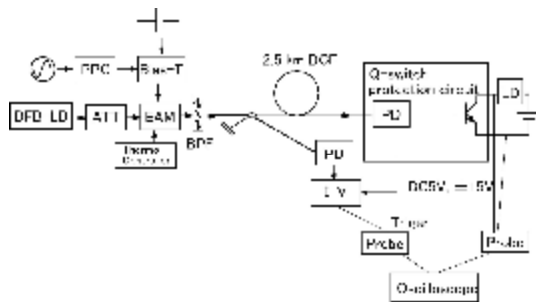 2.5 km DCF
Q-switch
protection circuit
LD
PPG
Bias-T
DFB LD
ATT
EAM
BPF
PD
PD
I-V
Trigger
Probe
Probe
Oscilloscope